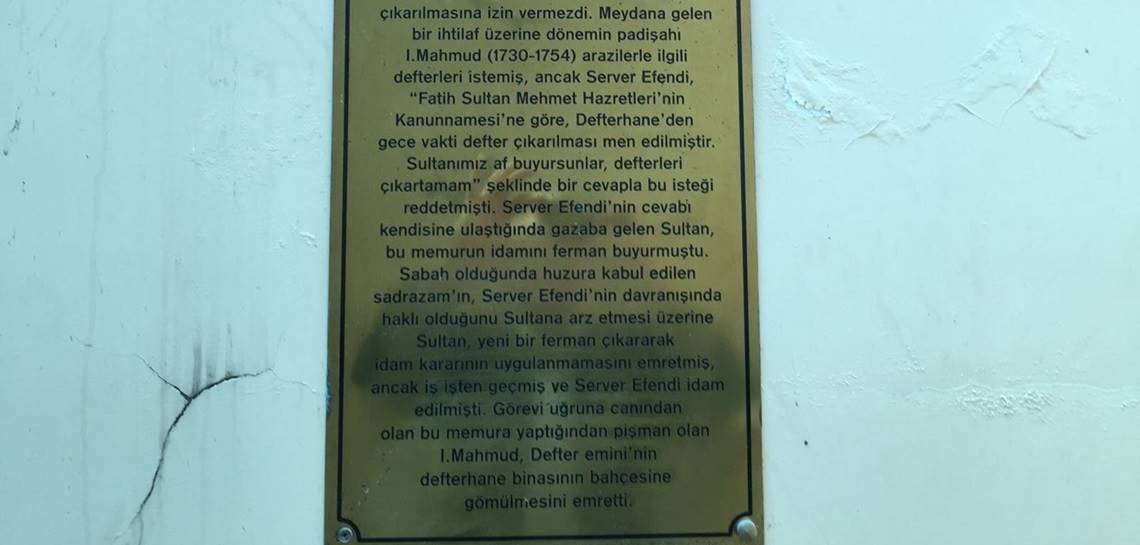 çıkarılmasına izin vermezdi. Meydana gelen
bir ihtilaf üzerine dönemin padişahı
I.Mahmud (1730-1754) arazilerle ilgili
defterleri istemiş, ancak Server Efendi,
“Fatih Sultan Mehmet Hazretleri’nin
Kanunnamesi’ne göre, Defterhane’den
gece vakti defter çıkarılması men edilmiştir.
Sultanımız af buyursunlar, defterleri
çıkartamam” şeklinde bir cevapla bu isteği
reddetmişti. Server Efendi’nin cevabı
kendisine ulaştığında gazaba gelen Sultan,
bu memurun idamını ferman buyurmuştu.
Sabah olduğunda huzura kabul edilen
sadrazam’ın, Server Efendi’nin davranışında
haklı olduğunu Sultana arz etmesi üzerine
Sultan, yeni bir ferman çıkararak
idam kararının uygulanmamasını emretmiş,
ancak iş işten geçmiş ve Server Efendi idam
edilmişti. Görevi uğruna canından
olan bu memura yaptığından pişman olan
I.Mahmud, Defter emini’nin
defterhane binasının bahçesine
gömülmesini emretti.